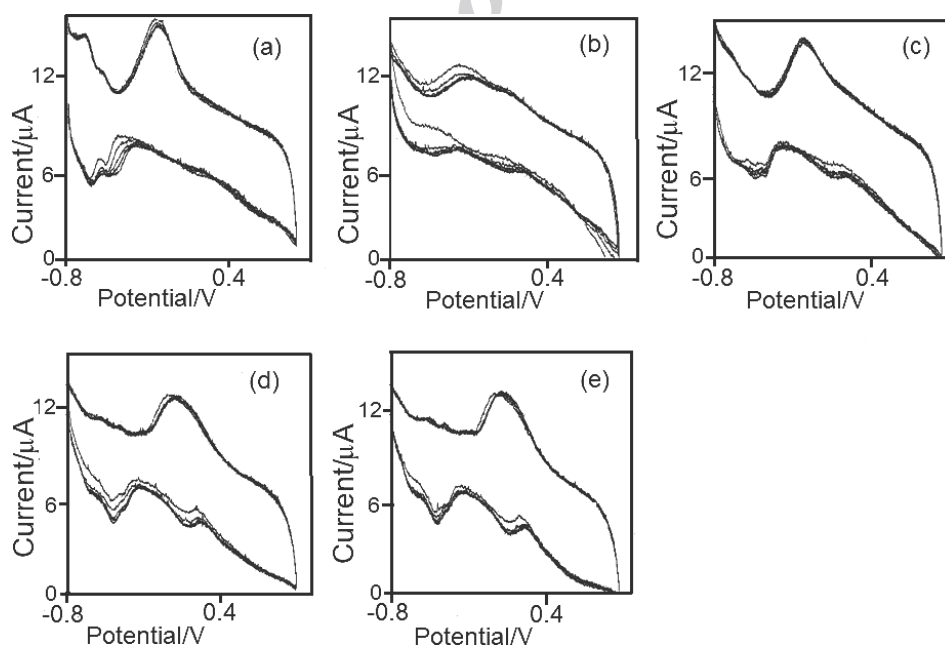 (a)
12
6
0
Current/μA
-0.8
0.4
Potential/V
(b)
12
6
0
Current/μA
-0.8
0.4
Potential/V
(c)
12
6
0
Current/μA
-0.8
0.4
Potential/V
(d)
12
6
0
Current/μA
-0.8
0.4
Potential/V
(e)
12
6
0
Current/μA
-0.8
0.4
Potential/V